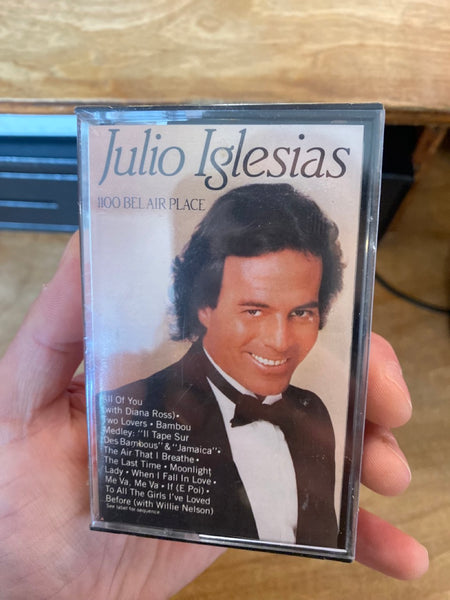 Julio Iglesias
1100 BEL AIR PLACE
All Of You
(with Diana Ross)•
Two Lovers • Bambou
Medley: "Il Tape Sur
Des Bambous" & "Jamaica"•
The Air That I Breathe•
The Last Time • Moonlight
Lady • When I Fall In Love •
Me Va, Me Va • If (E Poi) •
To All The Girls I've Loved
Before (with Willie Nelson)
See label for sequence